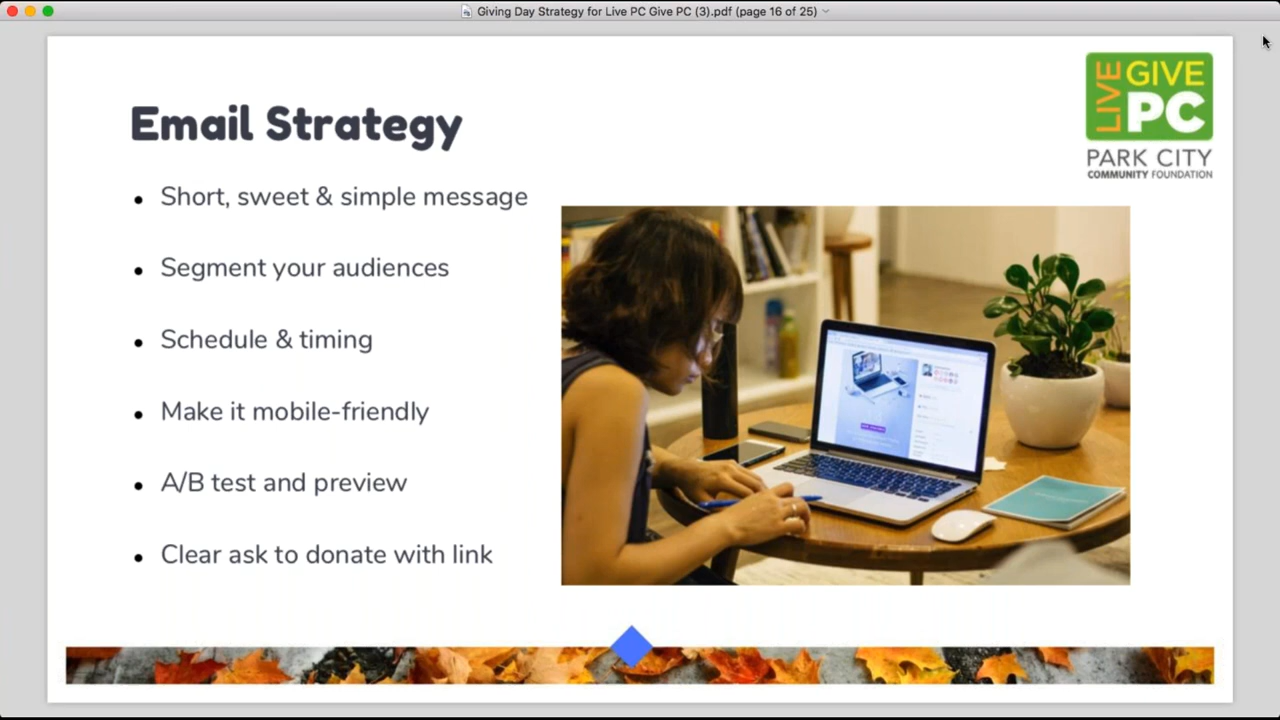 Giving Day Strategy for Live PC Give PC (3).pdf (page 16 of 25)
LIVE GIVE
PC
PARK CITY
COMMUNITY FOUNDATION
Email Strategy
• Short, sweet & simple message
• Segment your audiences
• Schedule & timing
• Make it mobile-friendly
• A/B test and preview
• Clear ask to donate with link